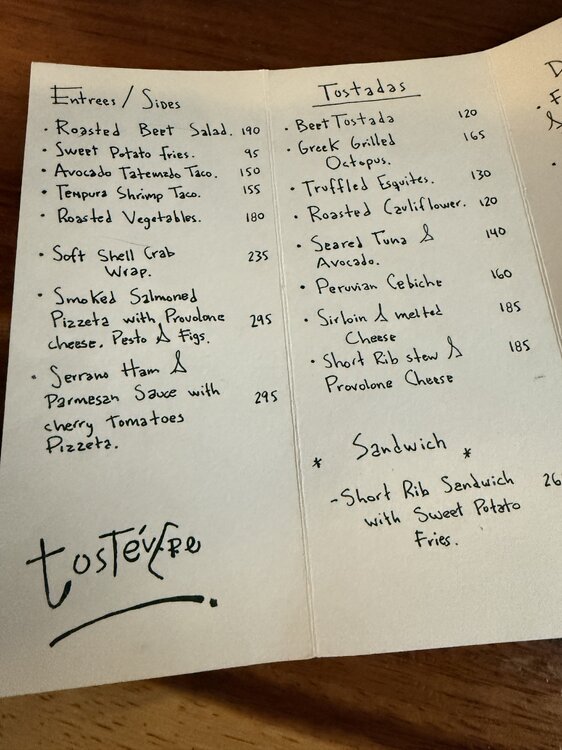 Entrees / Sides
· Roasted Beet Salad. 190
· Sweet Potato fries. 95
· Avocado Tatemado Taco. 150
· Tempura Shrimp Taco. 155
· Roasted Vegetables. 180
· Soft Shell Crab 235
Wrap.
· Smoked Salmoned
Pizzeta with Provolone 295
cheese, Pesto & Figs.
· Serrano Ham &
Parmesan Sauce with 295
cherry Tomatoes
Pizzeta.
tostévere
Tostadas
· Beet Tostada 120
· Greek Grilled 165
Octopus.
· Truffled Esquites. 130
· Roasted Cauliflower. 120
· Seared Tuna & 140
Avocado.
· Peruvian Cebiche 160
· Sirloin & melted 185
Cheese
· Short Rib stew & 185
Provolone Cheese
* Sandwich *
- Short Rib Sandwich 26
with Sweet Potato
Fries.
D
· F
&
·